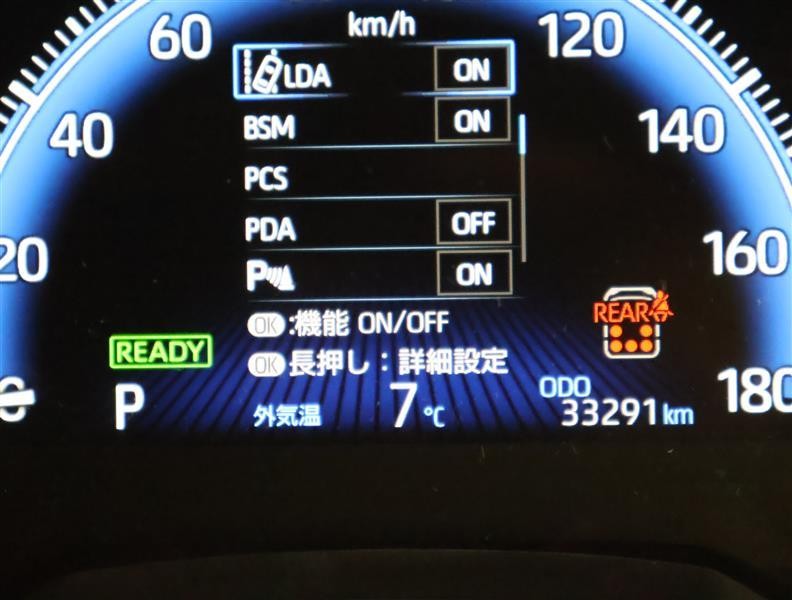 km/h
60
120
LDA ON
40
BSM ON
140
PCS
PDA OFF
20
160
P ON
REAR
OK:機能 ON/OFF
READY
OK長押し:詳細設定
P
外気温 7℃
ODO
33291km
180